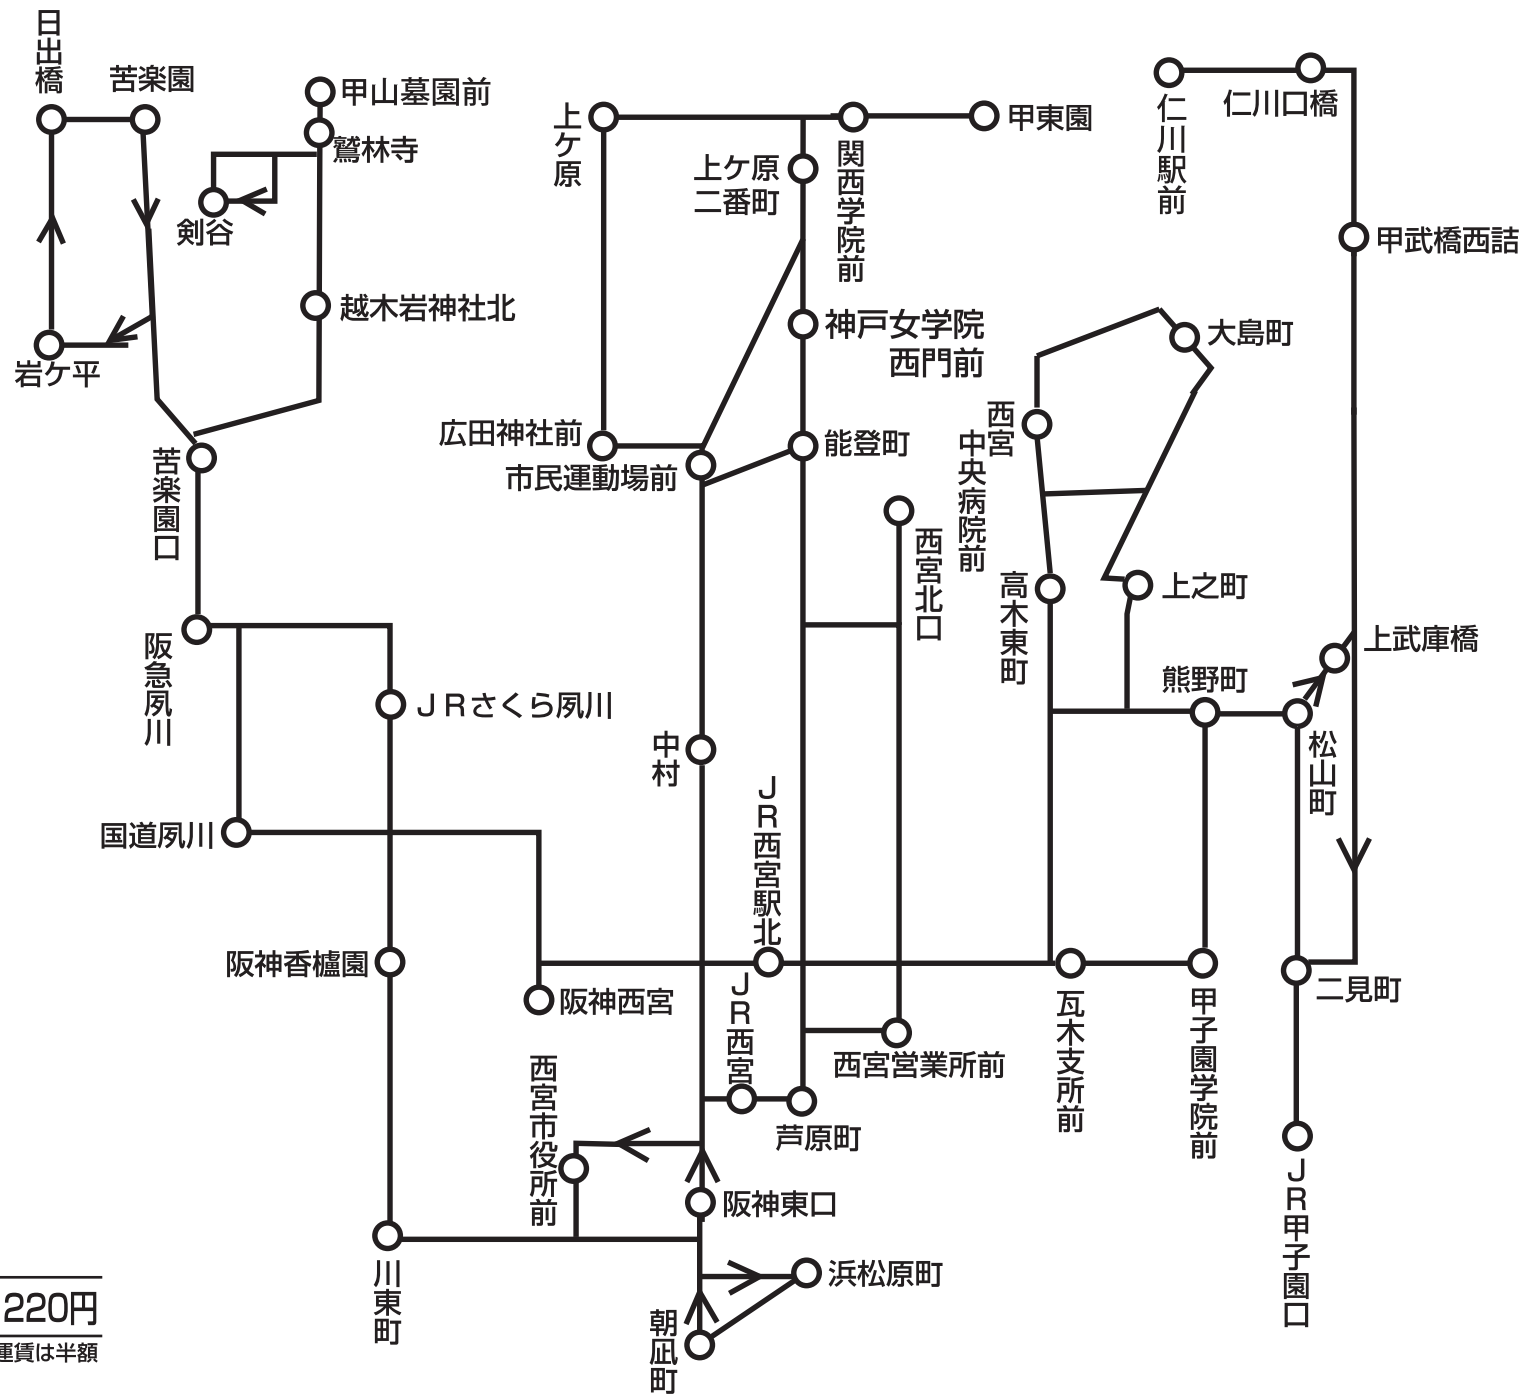 日出橋
苦楽園
甲山墓園前
鷲林寺
剣谷
越木岩神社北
岩ケ平
苦楽園口
上ケ原
上ケ原
二番町
関西学院前
甲東園
仁川駅前
仁川口橋
甲武橋西詰
神戸女学院
西門前
大島町
広田神社前
市民運動場前
能登町
西宮
中央病院前
西宮北口
高木東町
上之町
上武庫橋
熊野町
松山町
阪急夙川
ＪＲさくら夙川
中村
国道夙川
ＪＲ西宮駅北
阪神香櫨園
阪神西宮
ＪＲ西宮
西宮営業所前
瓦木支所前
甲子園学院前
二見町
西宮市役所前
芦原町
阪神東口
ＪＲ甲子園口
川東町
浜松原町
朝凪町
220円
運賃は半額